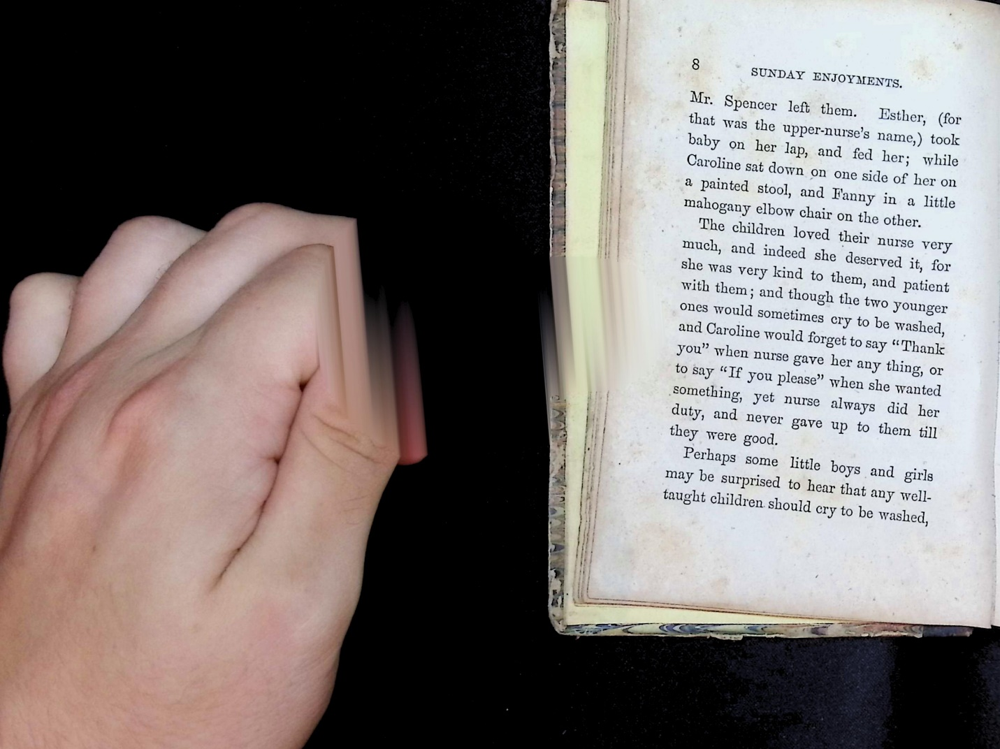 8 SUNDAY ENJOYMENTS.
Mr. Spencer left them. Esther, (for
that was the upper-nurse's name,) took
baby on her lap, and fed her; while
Caroline sat down on one side of her on
a painted stool, and Fanny in a little
mahogany elbow chair on the other.
The children loved their nurse very
much, and indeed she deserved it, for
she was very kind to them, and patient
with them; and though the two younger
ones would sometimes cry to be washed,
and Caroline would forget to say “Thank
you” when nurse gave her any thing, or
to say “If you please” when she wanted
something, yet nurse always did her
duty, and never gave up to them till
they were good.
Perhaps some little boys and girls
may be surprised to hear that any well-
taught children should cry to be washed,